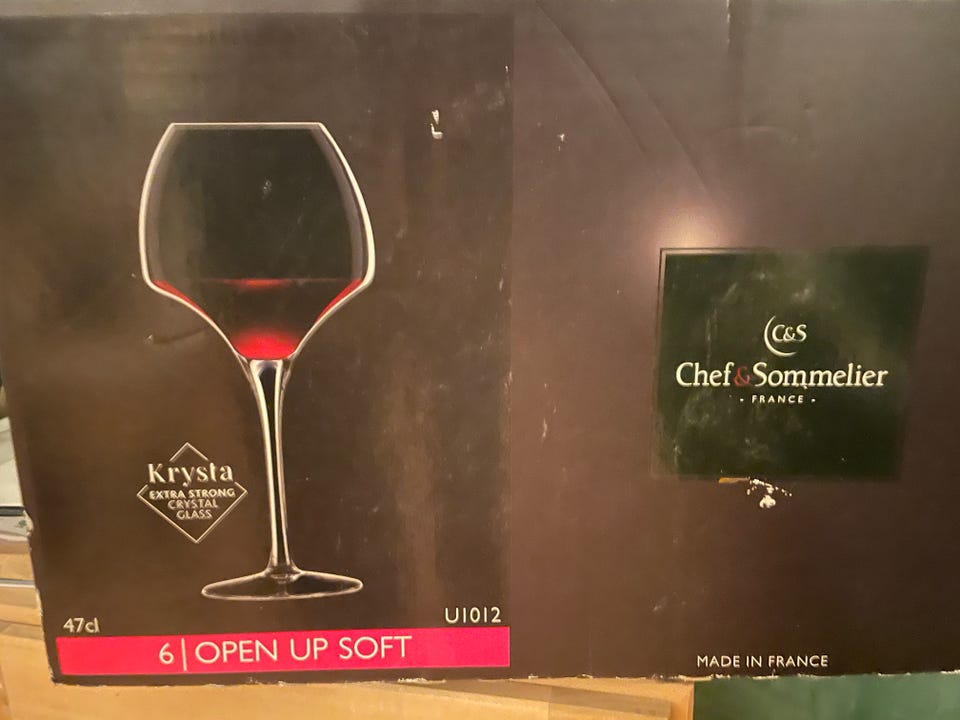 Krysta
EXTRA STRONG
CRYSTAL
GLASS
47cl
U1012
6 | OPEN UP SOFT
C&S
Chef&Sommelier
- FRANCE -
MADE IN FRANCE